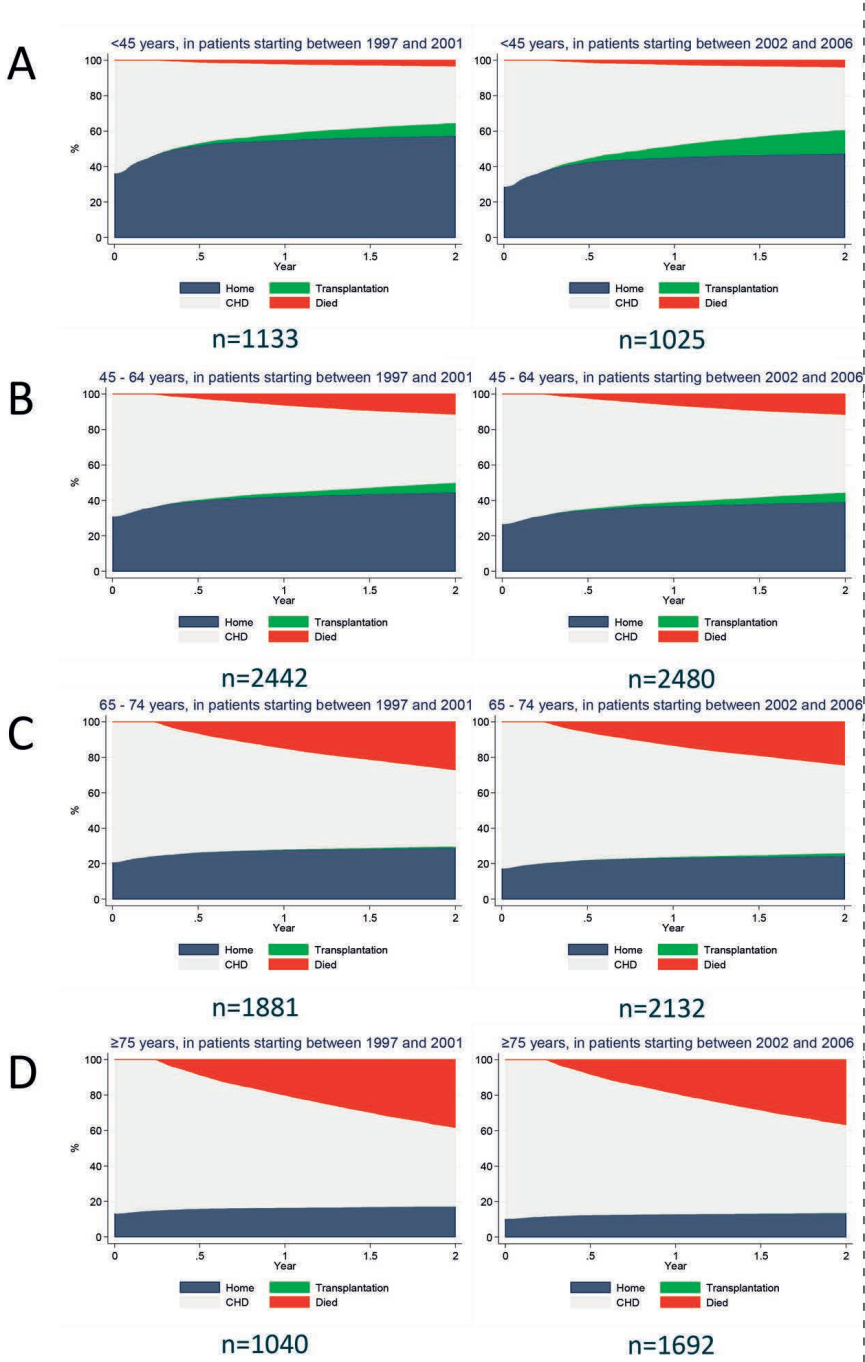 A
<45 years, in patients starting between 1997 and 2001
100
80
60
40
20
0
%
0 .5 1 1.5 2
Year
Home Transplantation
CHD Died
n=1133
<45 years, in patients starting between 2002 and 2006
100
80
60
40
20
0
%
0 .5 1 1.5 2
Year
Home Transplantation
CHD Died
n=1025
B
45 - 64 years, in patients starting between 1997 and 2001
100
80
60
40
20
0
%
0 .5 1 1.5 2
Year
Home Transplantation
CHD Died
n=2442
45 - 64 years, in patients starting between 2002 and 2006
100
80
60
40
20
0
%
0 .5 1 1.5 2
Year
Home Transplantation
CHD Died
n=2480
C
65 - 74 years, in patients starting between 1997 and 2001
100
80
60
40
20
0
%
0 .5 1 1.5 2
Year
Home Transplantation
CHD Died
n=1881
65 - 74 years, in patients starting between 2002 and 2006
100
80
60
40
20
0
%
0 .5 1 1.5 2
Year
Home Transplantation
CHD Died
n=2132
D
≥75 years, in patients starting between 1997 and 2001
100
80
60
40
20
0
%
0 .5 1 1.5 2
Year
Home Transplantation
CHD Died
n=1040
≥75 years, in patients starting between 2002 and 2006
100
80
60
40
20
0
%
0 .5 1 1.5 2
Year
Home Transplantation
CHD Died
n=1692